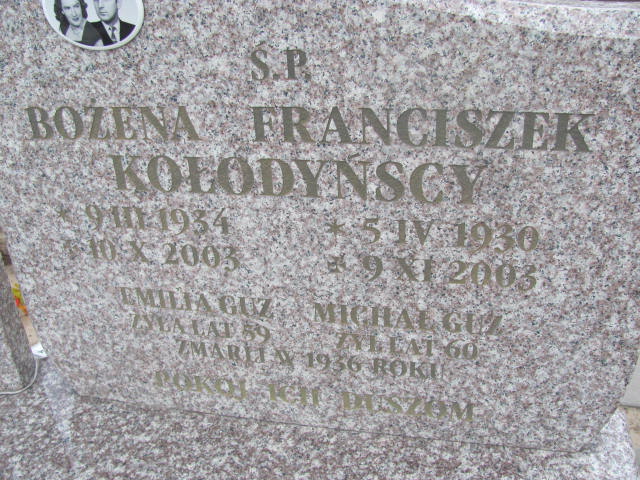 Ś.P.
BOŻENA FRANCISZEK
KOŁODYŃSCY
* 9 III 1934 * 5 IV 1930
10 X 2003 9 XI 2003
EMILIA GUZ MICHAŁ GUZ
ŻYŁA LAT 59 ŻYŁ LAT 60
ZMARLI W 1936 ROKU
POKÓJ ICH DUSZOM